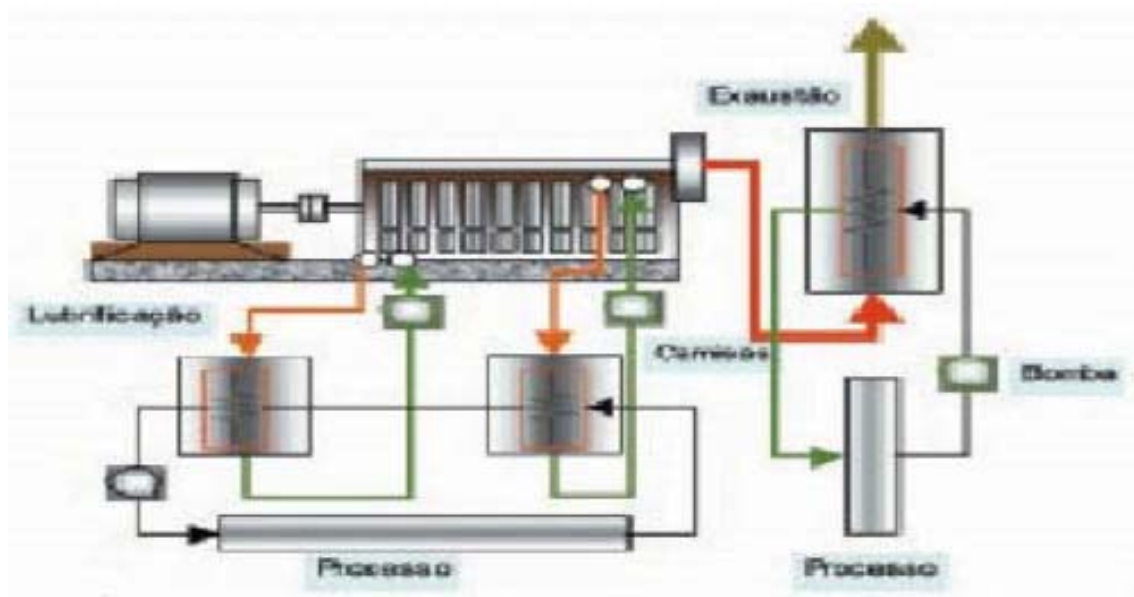 Exaustão
Lubrificação
Camisas
Bomba
Processo
Processo